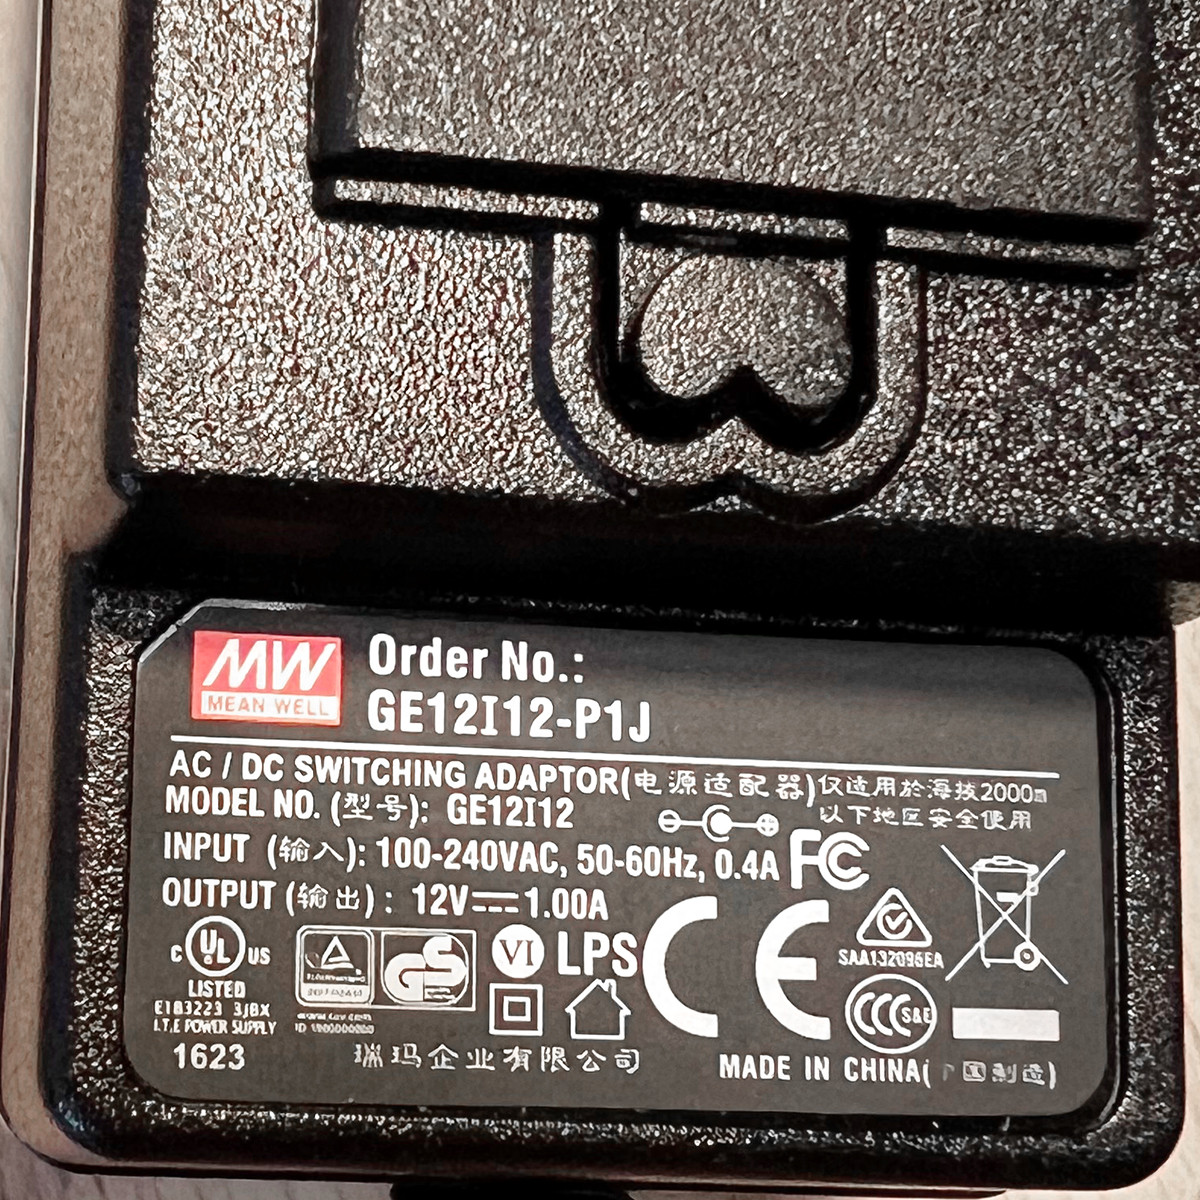 MW
MEAN WELL
Order No.:
GE12I12-P1J
AC / DC SWITCHING ADAPTOR(电源适配器)仅适用於海拔2000m
以下地区安全使用
MODEL NO. (型号): GE12I12
INPUT (输入): 100-240VAC, 50-60Hz, 0.4A FC
OUTPUT (输出) : 12V 1.00A
C UL US
LISTED
E183223 3JBX
I.T.E POWER SUPPLY
1623
GS
VI LPS
CE
SAA132096EA
CCC S&E
瑞玛企业有限公司
MADE IN CHINA( 国制造)